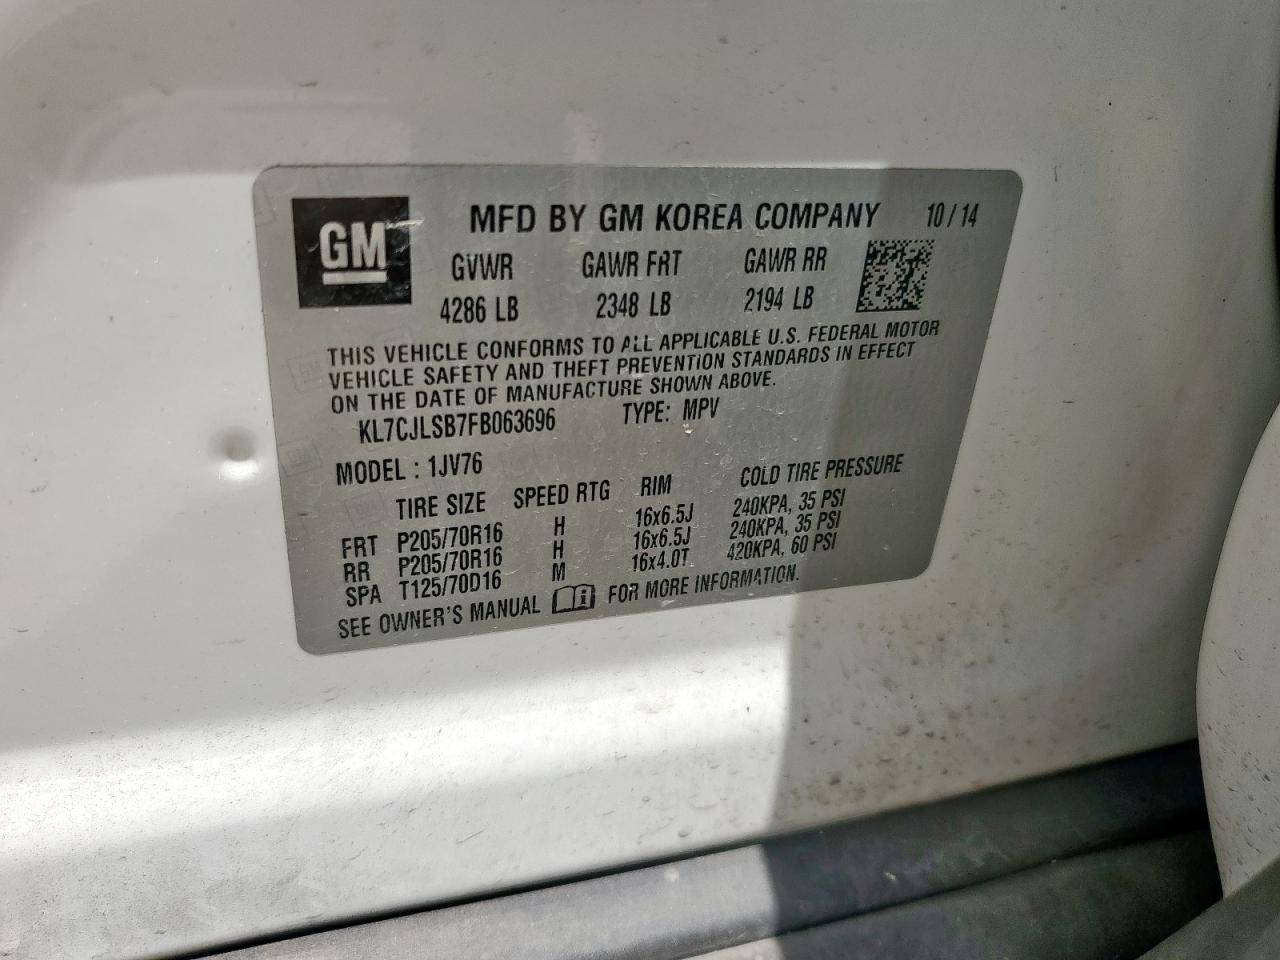 GM
MFD BY GM KOREA COMPANY 10/14
GVWR GAWR FRT GAWR RR
4286 LB 2348 LB 2194 LB
THIS VEHICLE CONFORMS TO ALL APPLICABLE U.S. FEDERAL MOTOR
VEHICLE SAFETY AND THEFT PREVENTION STANDARDS IN EFFECT
ON THE DATE OF MANUFACTURE SHOWN ABOVE.
KL7CJLSB7FB063696 TYPE: MPV
MODEL : 1JV76
TIRE SIZE SPEED RTG RIM COLD TIRE PRESSURE
FRT P205/70R16 H 16x6.5J 240KPA, 35 PSI
RR P205/70R16 H 16x6.5J 240KPA, 35 PSI
SPA T125/70D16 M 16x4.0T 420KPA, 60 PSI
SEE OWNER'S MANUAL i FOR MORE INFORMATION.